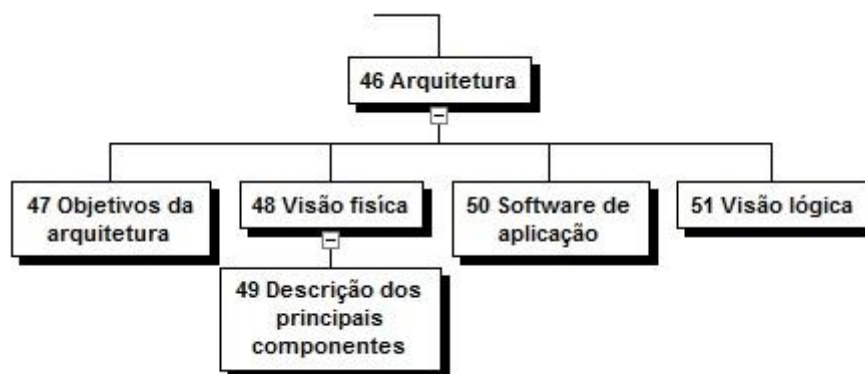 46 Arquitetura
47 Objetivos da
arquitetura
48 Visão fisíca
50 Software de
aplicação
51 Visão lógica
49 Descrição dos
principais
componentes